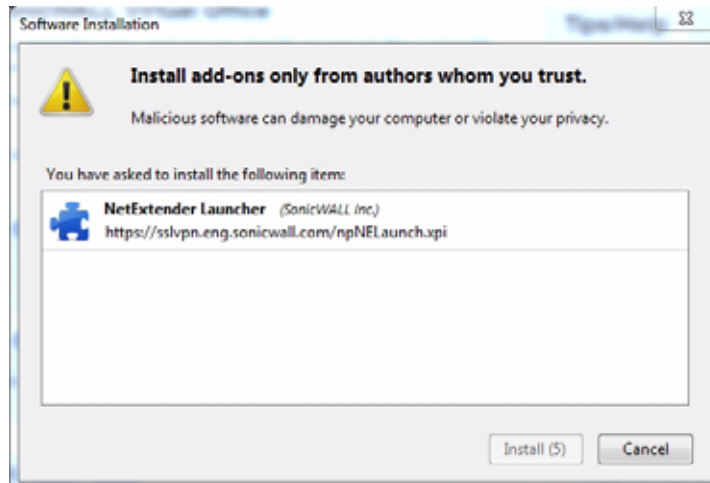 Software Installation
Install add-ons only from authors whom you trust.
Malicious software can damage your computer or violate your privacy.
You have asked to install the following item:
NetExtender Launcher (SonicWALL Inc.)
https://sslvpn.eng.sonicwall.com/npNELaunch.xpi
Install (5) Cancel